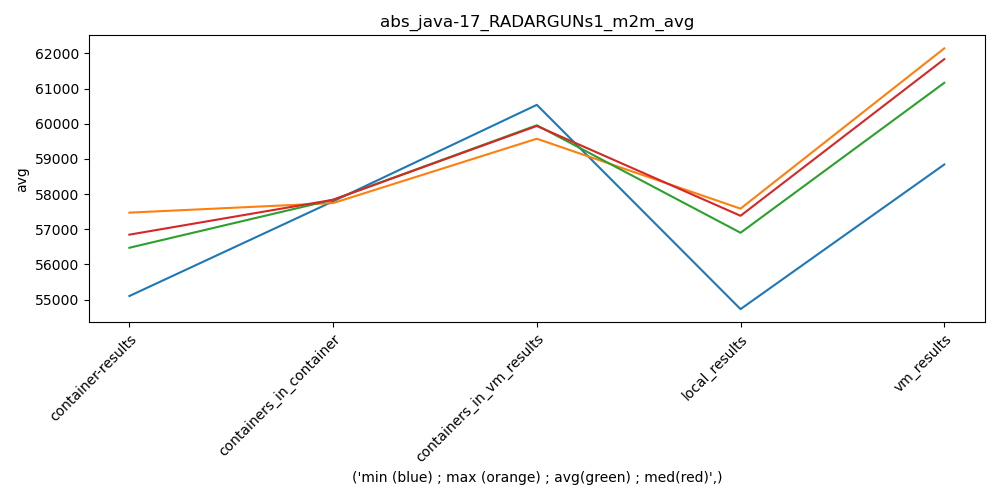 abs_java-17_RADARGUNs1_m2m_avg
avg
62000
61000
60000
59000
58000
57000
56000
55000
container-results
containers_in_container
containers_in_vm_results
local_results
vm_results
('min (blue) ; max (orange) ; avg(green) ; med(red)',)